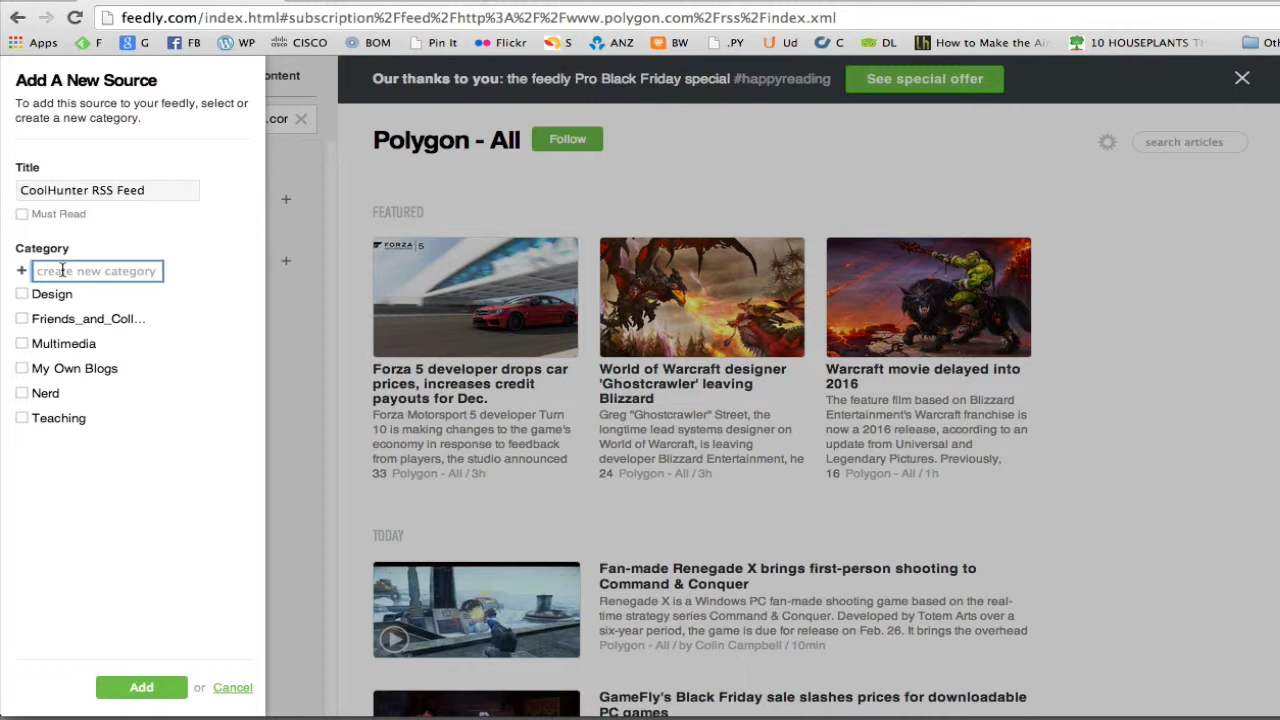 feedly.com/index.html#subscription%2Ffeed%2Fhttp%3A%2F%2Fwww.polygon.com%2Frss%2Findex.xml
Apps F G FB WP CISCO BOM Pin It Flickr S ANZ BW .PY Ud C DL How to Make the Ai 10 HOUSEPLANTS T
Add A New Source
To add this source to your feedly, select or
create a new category.
Title
CoolHunter RSS Feed
Must Read
Category
+ create new category
Design
Friends_and_Coll...
Multimedia
My Own Blogs
Nerd
Teaching
Add or Cancel
Our thanks to you: the feedly Pro Black Friday special #happyreading See special offer
Polygon - All Follow search articles
FEATURED
FORZA 5
Forza 5 developer drops car
prices, increases credit
payouts for Dec.
Forza Motorsport 5 developer Turn
10 is making changes to the game's
economy in response to feedback
from players, the studio announced
33 Polygon - All / 3h
World of Warcraft designer
'Ghostcrawler' leaving
Blizzard
Greg "Ghostcrawler" Street, the
longtime lead systems designer on
World of Warcraft, is leaving
developer Blizzard Entertainment, he
24 Polygon - All / 3h
Warcraft movie delayed into
2016
The feature film based on Blizzard
Entertainment's Warcraft franchise is
now a 2016 release, according to an
update from Universal and
Legendary Pictures. Previously,
16 Polygon - All / 1h
TODAY
Fan-made Renegade X brings first-person shooting to
Command & Conquer
Renegade X is a Windows PC fan-made shooting game based on the real-
time strategy series Command & Conquer. Developed by Totem Arts over a
six-year period, the game is due for release on Feb. 26. It brings the overhead
Polygon - All / by Colin Campbell / 10min
GameFly's Black Friday sale slashes prices for downloadable
PC games